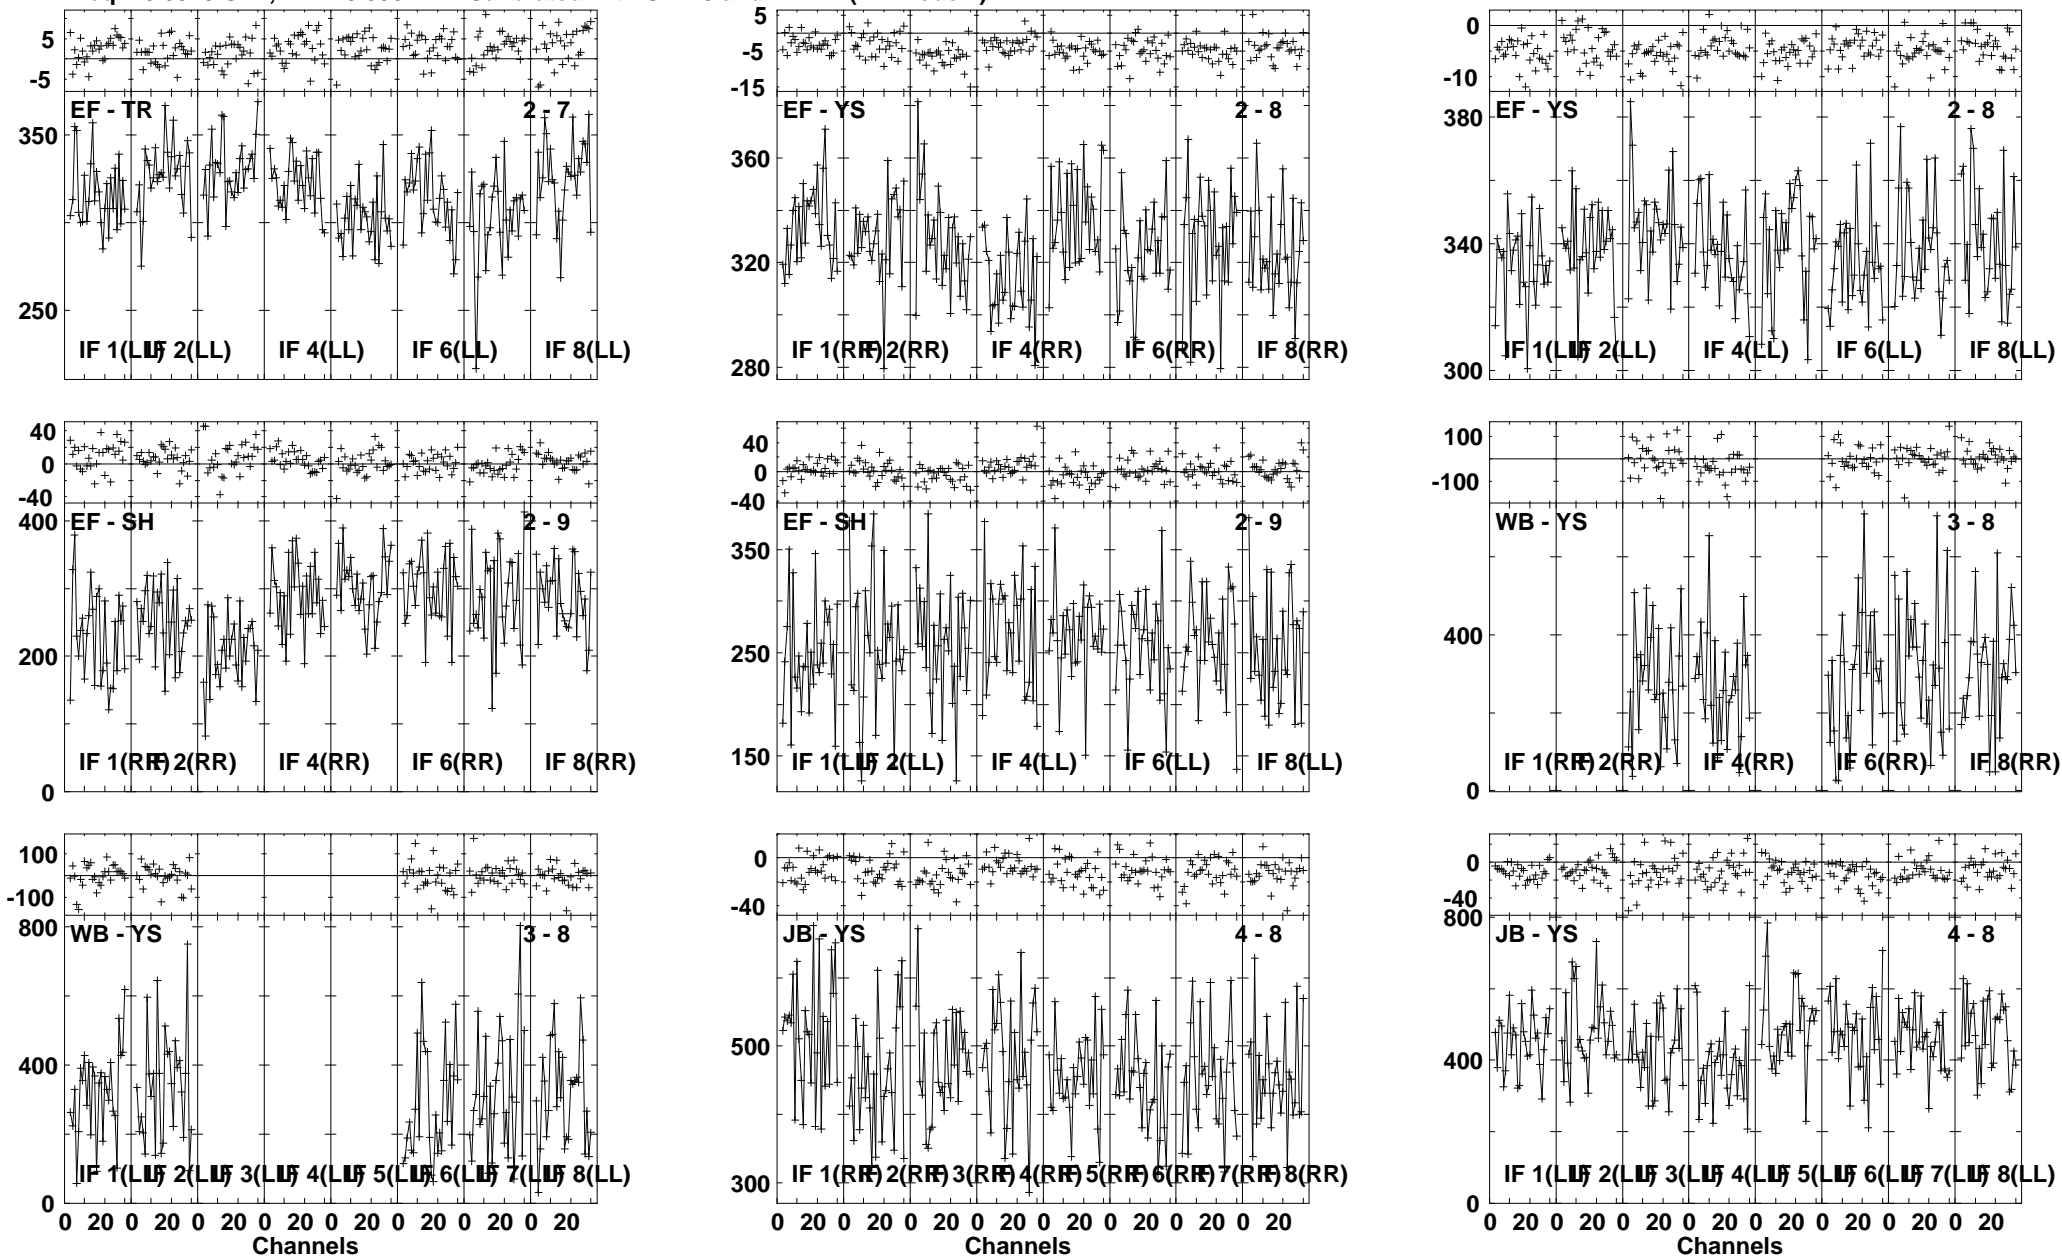 5
-5
EF - TR
2 - 7
350
250
IF 1(LL)
IF 2(LL)
IF 4(LL)
IF 6(LL)
IF 8(LL)
5
-5
-15
EF - YS
2 - 8
360
320
280
IF 1(RR)
IF 2(RR)
IF 4(RR)
IF 6(RR)
IF 8(RR)
0
-10
EF - YS
2 - 8
380
340
300
IF 1(LL)
IF 2(LL)
IF 4(LL)
IF 6(LL)
IF 8(LL)
40
0
-40
EF - SH
2 - 9
400
200
0
IF 1(RR)
IF 2(RR)
IF 4(RR)
IF 6(RR)
IF 8(RR)
40
0
-40
EF - SH
2 - 9
350
250
150
IF 1(LL)
IF 2(LL)
IF 4(LL)
IF 6(LL)
IF 8(LL)
100
-100
WB - YS
3 - 8
400
0
IF 1(RR)
IF 2(RR)
IF 4(RR)
IF 6(RR)
IF 8(RR)
100
-100
WB - YS
3 - 8
800
400
0
IF 1(LL)
IF 2(LL)
IF 3(LL)
IF 4(LL)
IF 5(LL)
IF 6(LL)
IF 7(LL)
IF 8(LL)
0 20 0 20 0 20 0 20 0 20 0 20 0 20 0 20
Channels
0
-40
JB - YS
4 - 8
500
300
IF 1(RR)
IF 2(RR)
IF 3(RR)
IF 4(RR)
IF 5(RR)
IF 6(RR)
IF 7(RR)
IF 8(RR)
0 20 0 20 0 20 0 20 0 20 0 20 0 20 0 20
Channels
0
-40
JB - YS
4 - 8
800
400
0
IF 1(LL)
IF 2(LL)
IF 3(LL)
IF 4(LL)
IF 5(LL)
IF 6(LL)
IF 7(LL)
IF 8(LL)
0 20 0 20 0 20 0 20 0 20 0 20 0 20 0 20
Channels